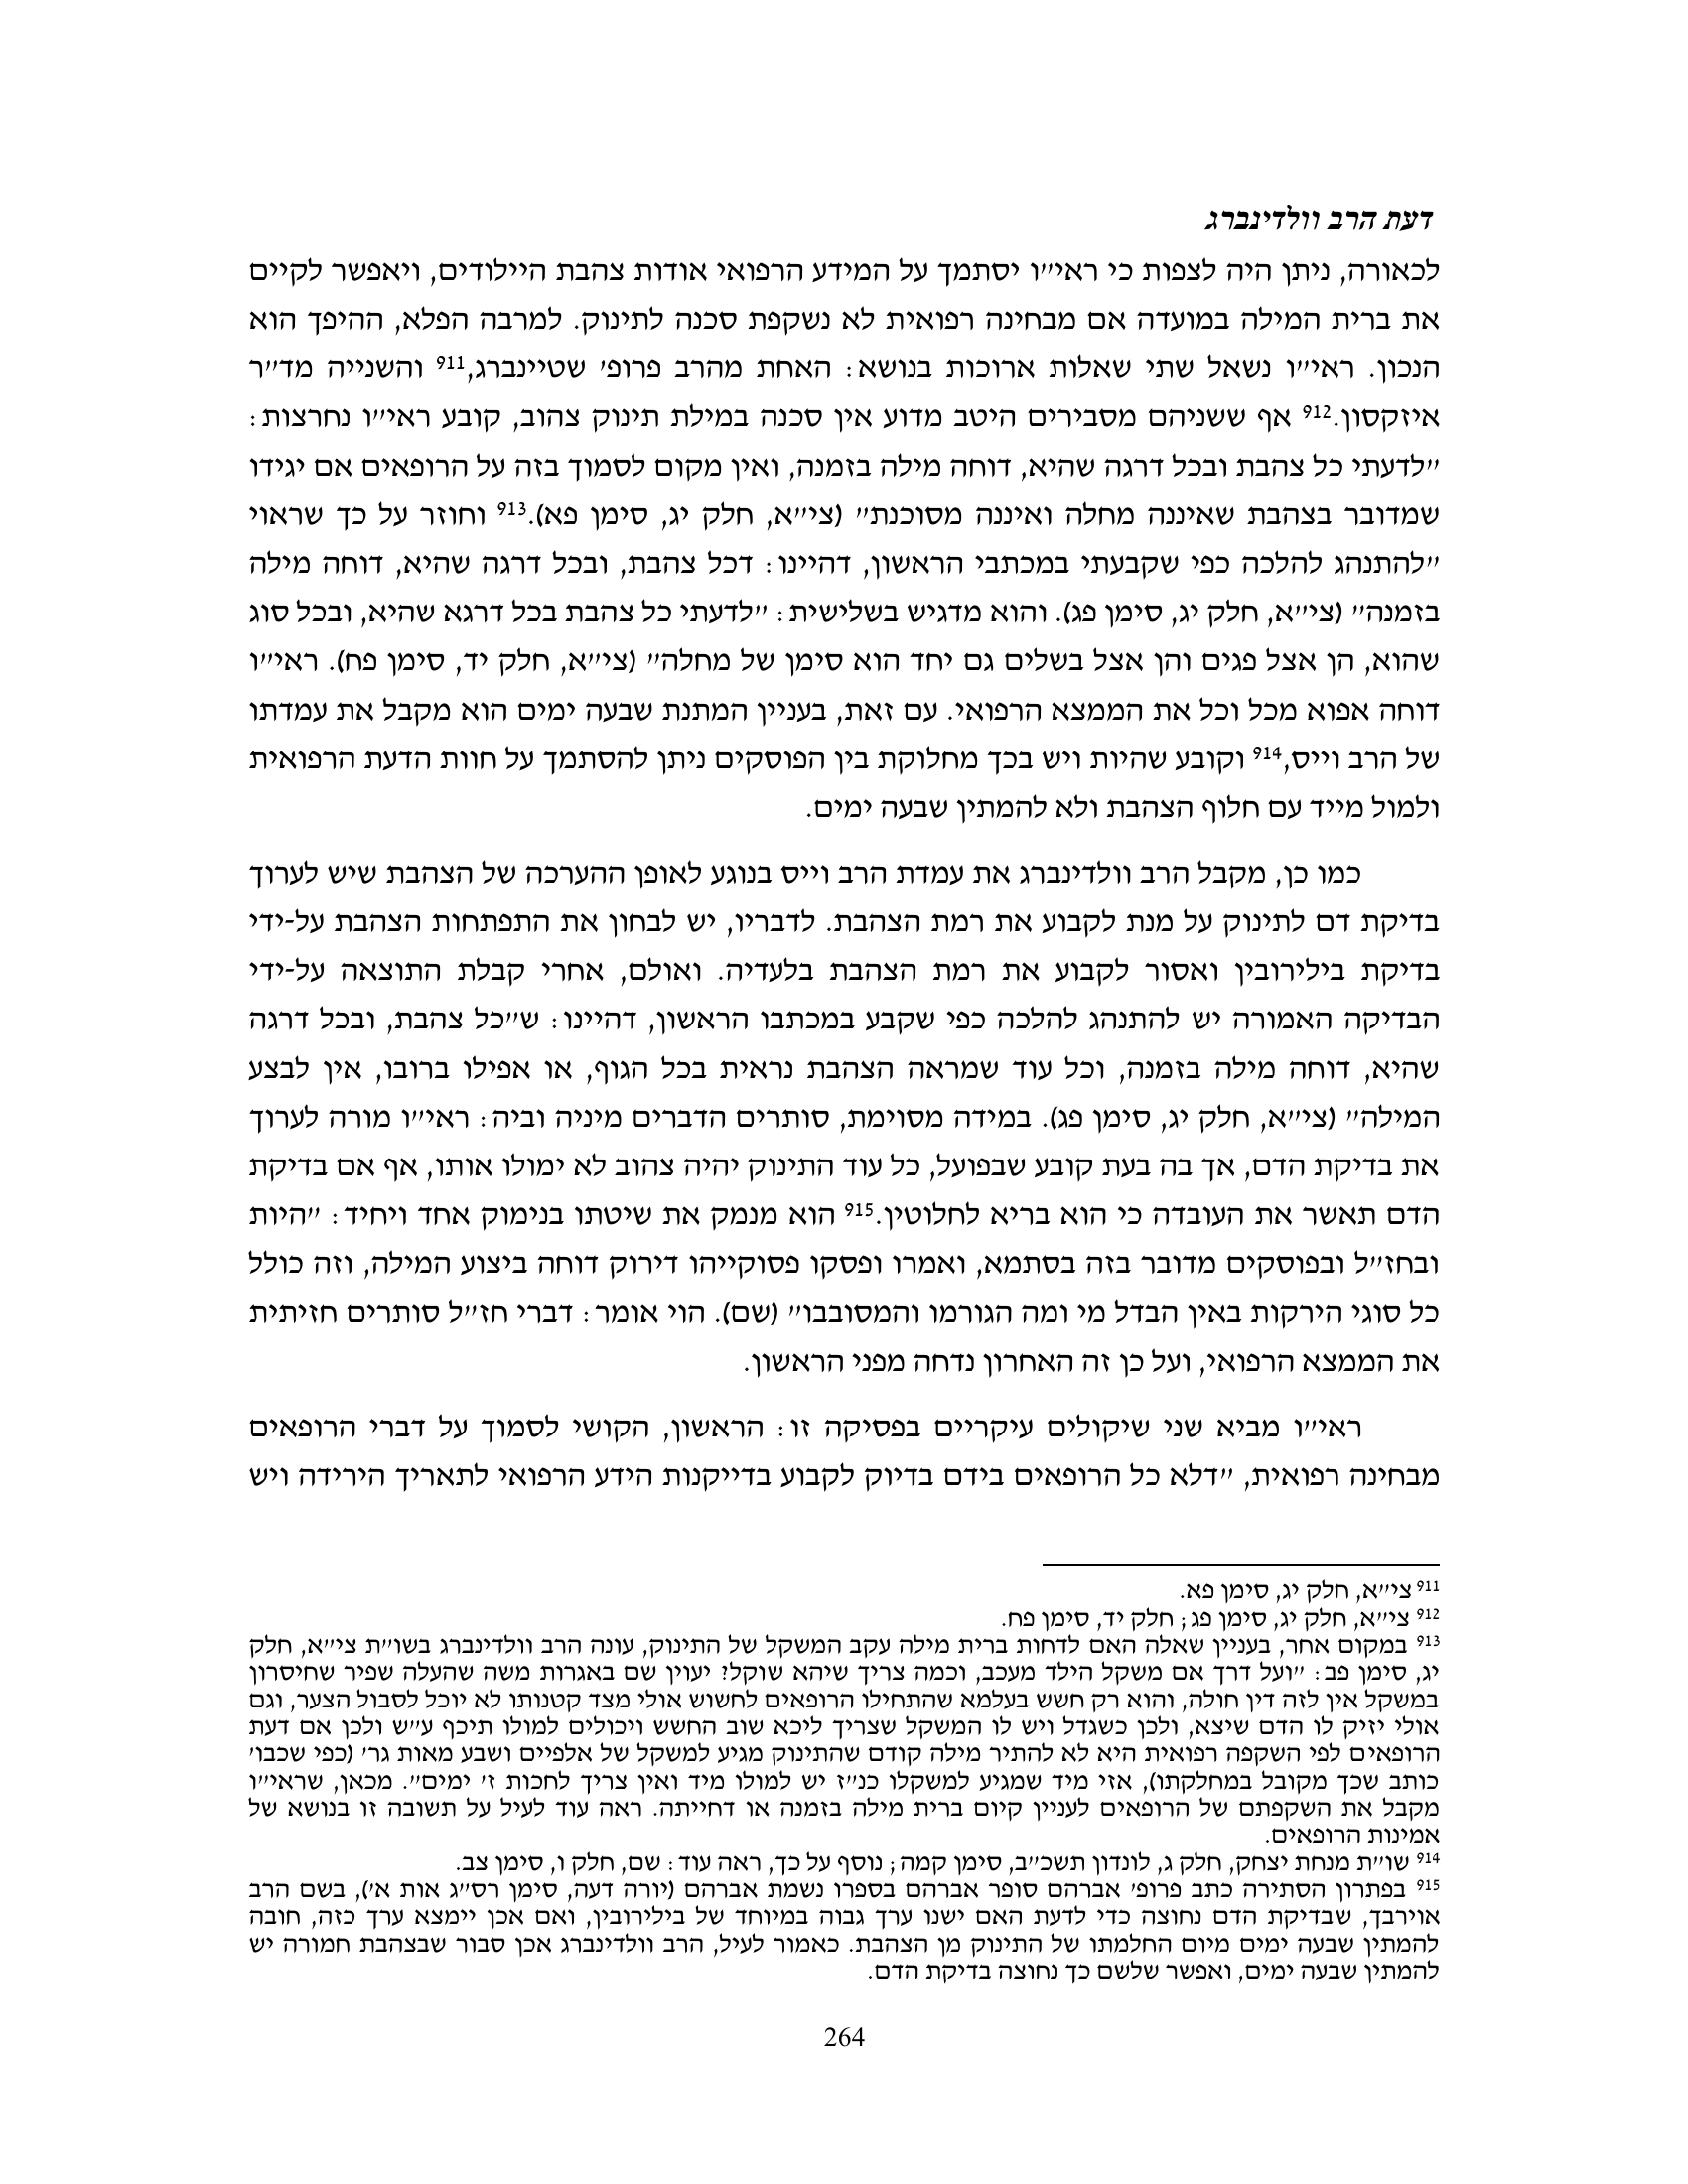 דעת הרב וולדינברג
לכאורה, ניתן היה לצפות כי ראי״ו יסתמך על המידע הרפואי אודות צהבת היילודים, ויאפשר לקיים
את ברית המילה במועדה אם מבחינה רפואית לא נשקפת סכנה לתינוק. למרבה הפלא, ההיפך הוא
הנכון. ראי״ו נשאל שתי שאלות ארוכות בנושא: האחת מהרב פרופ׳ שטיינברג,911 והשנייה מד״ר
איזקסון.912 אף ששניהם מסבירים היטב מדוע אין סכנה במילת תינוק צהוב, קובע ראי״ו נחרצות:
״לדעתי כל צהבת ובכל דרגה שהיא, דוחה מילה בזמנה, ואין מקום לסמוך בזה על הרופאים אם יגידו
שמדובר בצהבת שאיננה מחלה ואיננה מסוכנת״ (צי״א, חלק יג, סימן פא).913 וחוזר על כך שראוי
״להתנהג להלכה כפי שקבעתי במכתבי הראשון, דהיינו: דכל צהבת, ובכל דרגה שהיא, דוחה מילה
בזמנה״ (צי״א, חלק יג, סימן פג). והוא מדגיש בשלישית: ״לדעתי כל צהבת בכל דרגא שהיא, ובכל סוג
שהוא, הן אצל פגים והן אצל בשלים גם יחד הוא סימן של מחלה״ (צי״א, חלק יד, סימן פח). ראי״ו
דוחה אפוא מכל וכל את הממצא הרפואי. עם זאת, בעניין המתנת שבעה ימים הוא מקבל את עמדתו
של הרב וייס,914 וקובע שהיות ויש בכך מחלוקת בין הפוסקים ניתן להסתמך על חוות הדעת הרפואית
ולמול מייד עם חלוף הצהבת ולא להמתין שבעה ימים.
כמו כן, מקבל הרב וולדינברג את עמדת הרב וייס בנוגע לאופן ההערכה של הצהבת שיש לערוך
בדיקת דם לתינוק על מנת לקבוע את רמת הצהבת. לדבריו, יש לבחון את התפתחות הצהבת על-ידי
בדיקת בילירובין ואסור לקבוע את רמת הצהבת בלעדיה. ואולם, אחרי קבלת התוצאה על-ידי
הבדיקה האמורה יש להתנהג להלכה כפי שקבע במכתבו הראשון, דהיינו: ש״כל צהבת, ובכל דרגה
שהיא, דוחה מילה בזמנה, וכל עוד שמראה הצהבת נראית בכל הגוף, או אפילו ברובו, אין לבצע
המילה״ (צי״א, חלק יג, סימן פג). במידה מסוימת, סותרים הדברים מיניה וביה: ראי״ו מורה לערוך
את בדיקת הדם, אך בה בעת קובע שבפועל, כל עוד התינוק יהיה צהוב לא ימולו אותו, אף אם בדיקת
הדם תאשר את העובדה כי הוא בריא לחלוטין.915 הוא מנמק את שיטתו בנימוק אחד ויחיד: ״היות
ובחז״ל ובפוסקים מדובר בזה בסתמא, ואמרו ופסקו פסוקייהו דירוק דוחה ביצוע המילה, וזה כולל
כל סוגי הירקות באין הבדל מי ומה הגורמו והמסובבו״ (שם). הוי אומר: דברי חז״ל סותרים חזיתית
את הממצא הרפואי, ועל כן זה האחרון נדחה מפני הראשון.
ראי״ו מביא שני שיקולים עיקריים בפסיקה זו: הראשון, הקושי לסמוך על דברי הרופאים
מבחינה רפואית, ״דלא כל הרופאים בידם בדיוק לקבוע בדייקנות הידע הרפואי לתאריך הירידה ויש
911 צי״א, חלק יג, סימן פא.
912 צי״א, חלק יג, סימן פג; חלק יד, סימן פח.
913 במקום אחר, בעניין שאלה האם לדחות ברית מילה עקב המשקל של התינוק, עונה הרב וולדינברג בשו״ת צי״א, חלק
יג, סימן פב: ״ועל דרך אם משקל הילד מעכב, וכמה צריך שיהא שוקל? יעוין שם באגרות משה שהעלה שפיר שחיסרון
במשקל אין לזה דין חולה, והוא רק חשש בעלמא שהתחילו הרופאים לחשוש אולי מצד קטנותו לא יוכל לסבול הצער, וגם
אולי יזיק לו הדם שיצא, ולכן כשגדל ויש לו המשקל שצריך ליכא שוב החשש ויכולים למולו תיכף ע״ש ולכן אם דעת
הרופאים לפי השקפה רפואית היא לא להתיר מילה קודם שהתינוק מגיע למשקל של אלפיים ושבע מאות גר׳ (כפי שכבו׳
כותב שכך מקובל במחלקתו), אזי מיד שמגיע למשקלו כנ״ז יש למולו מיד ואין צריך לחכות ז׳ ימים״. מכאן, שראי״ו
מקבל את השקפתם של הרופאים לעניין קיום ברית מילה בזמנה או דחייתה. ראה עוד לעיל על תשובה זו בנושא של
אמינות הרופאים.
914 שו״ת מנחת יצחק, חלק ג, לונדון תשכ״ב, סימן קמה; נוסף על כך, ראה עוד: שם, חלק ו, סימן צב.
915 בפתרון הסתירה כתב פרופ׳ אברהם סופר אברהם בספרו נשמת אברהם (יורה דעה, סימן רס״ג אות א׳), בשם הרב
אוירבך, שבדיקת הדם נחוצה כדי לדעת האם ישנו ערך גבוה במיוחד של בילירובין, ואם אכן יימצא ערך כזה, חובה
להמתין שבעה ימים מיום החלמתו של התינוק מן הצהבת. כאמור לעיל, הרב וולדינברג אכן סבור שבצהבת חמורה יש
להמתין שבעה ימים, ואפשר שלשם כך נחוצה בדיקת הדם.
264